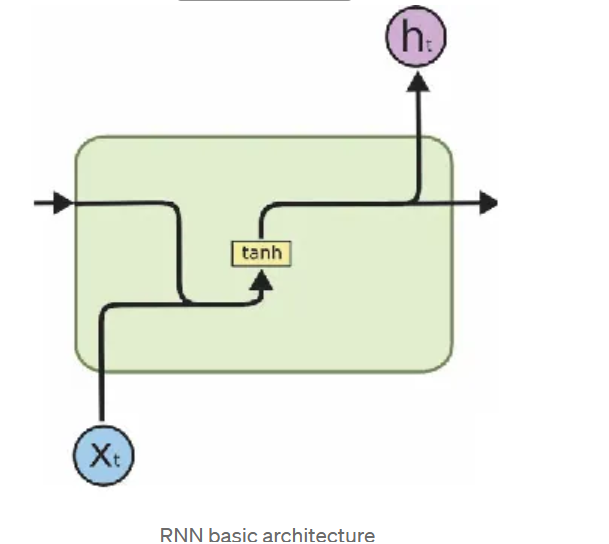 hₜ
tanh
Xₜ
RNN basic architecture